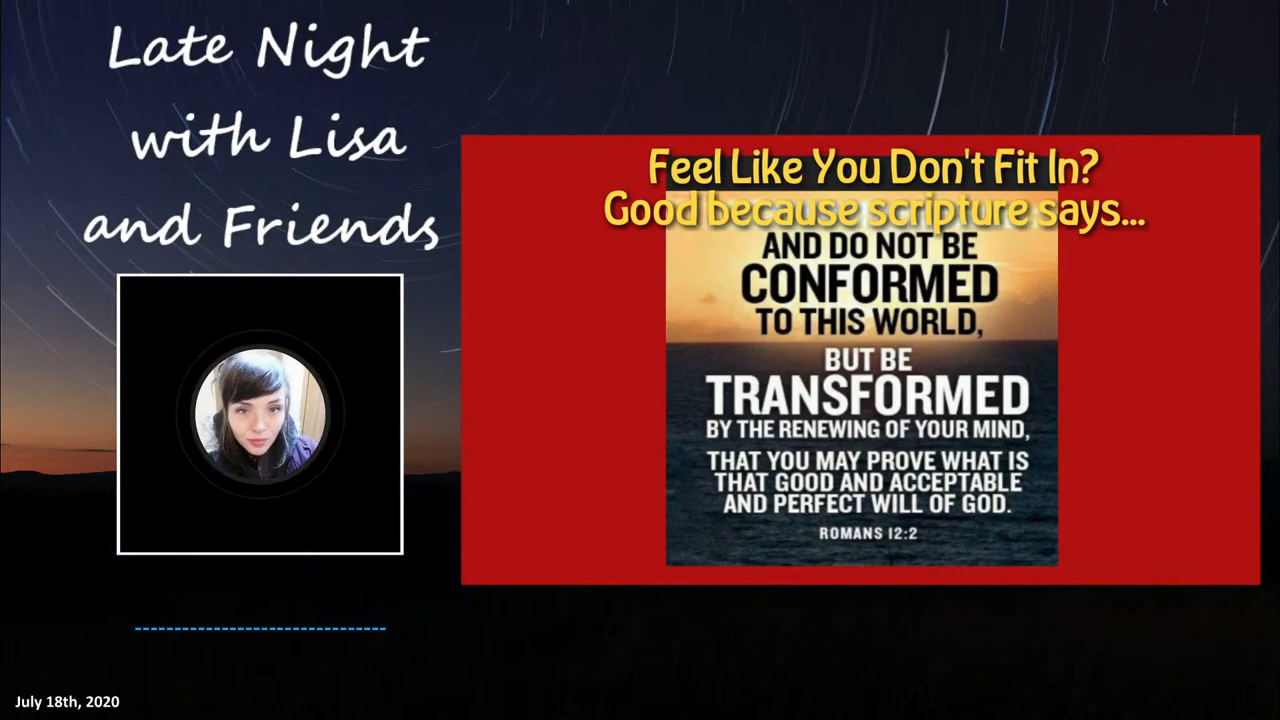 Late Night
with Lisa
and Friends
Feel Like You Don't Fit In?
Good because scripture says...
AND DO NOT BE
CONFORMED
TO THIS WORLD,
BUT BE
TRANSFORMED
BY THE RENEWING OF YOUR MIND,
THAT YOU MAY PROVE WHAT IS
THAT GOOD AND ACCEPTABLE
AND PERFECT WILL OF GOD.
ROMANS 12:2
July 18th, 2020